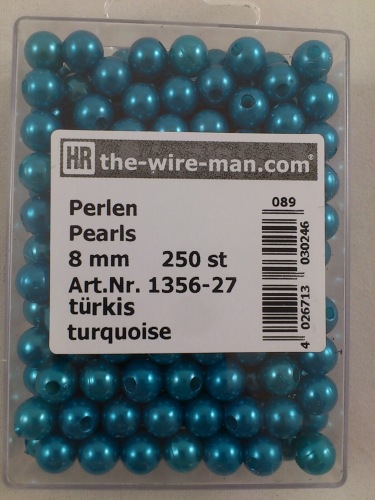 HR the-wire-man.com®
Perlen
Pearls
8 mm 250 st
Art.Nr. 1356-27
türkis
turquoise
089
4 026713 030246